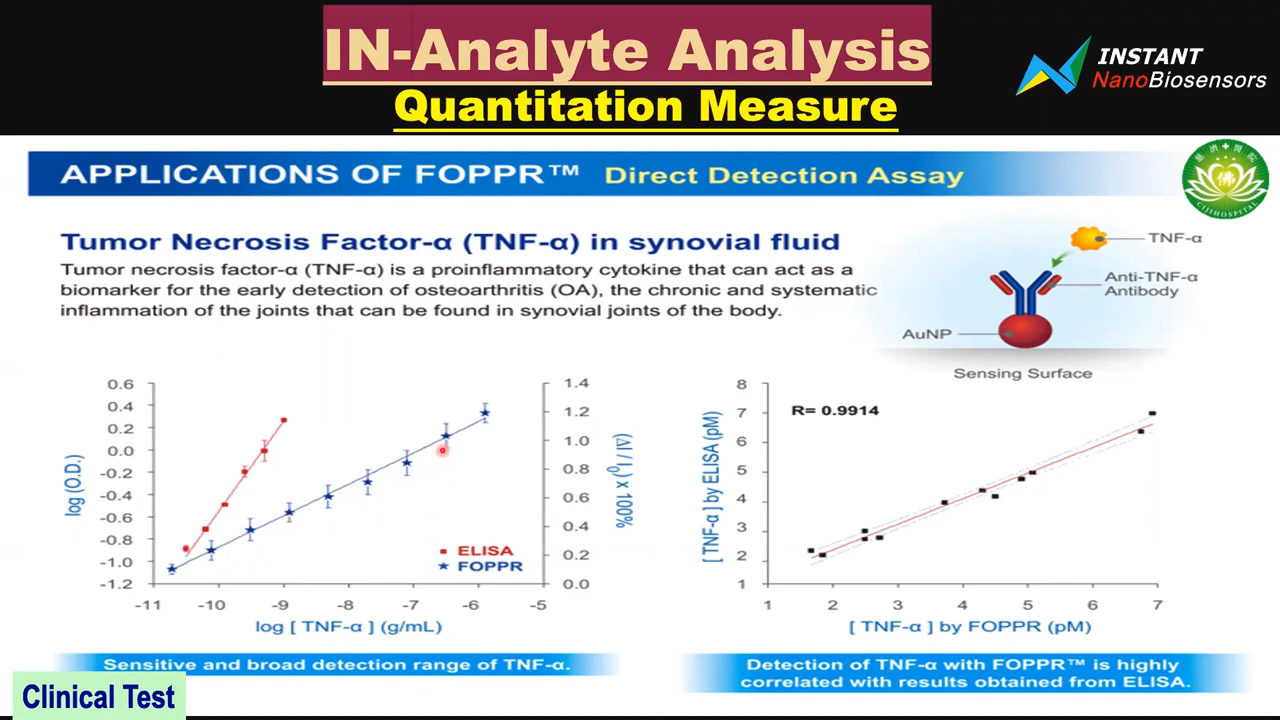 IN-Analyte Analysis
Quantitation Measure
INSTANT
NanoBiosensors
APPLICATIONS OF FOPPR™ Direct Detection Assay
慈濟醫院
佛
CIJIHOSPITAL
Tumor Necrosis Factor-α (TNF-α) in synovial fluid
Tumor necrosis factor-α (TNF-α) is a proinflammatory cytokine that can act as a
biomarker for the early detection of osteoarthritis (OA), the chronic and systematic
inflammation of the joints that can be found in synovial joints of the body.
TNF-α
Anti-TNF-α
Antibody
AuNP
Sensing Surface
log (O.D.)
0.6
0.4
0.2
0.0
-0.2
-0.4
-0.6
-0.8
-1.0
-1.2
-11 -10 -9 -8 -7 -6 -5
log [ TNF-α ] (g/mL)
ELISA
FOPPR
1.4
1.2
1.0
0.8
0.6
0.4
0.2
0.0
(ΔI / I0) x 100%
[ TNF-α ] by ELISA (pM)
8
7
6
5
4
3
2
1
R= 0.9914
1 2 3 4 5 6 7
[ TNF-α ] by FOPPR (pM)
Sensitive and broad detection range of TNF-α.
Detection of TNF-α with FOPPR™ is highly
correlated with results obtained from ELISA.
Clinical Test